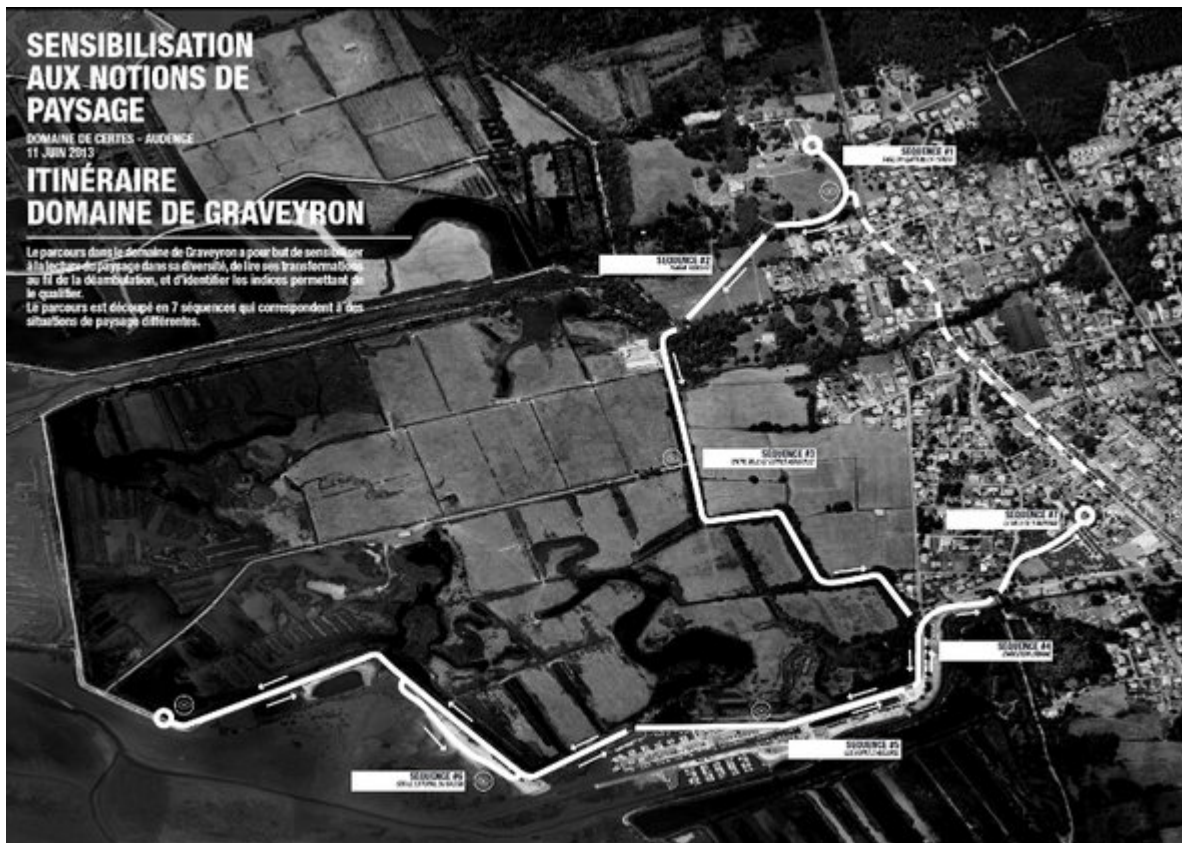 SENSIBILISATION
AUX NOTIONS DE
PAYSAGE
DOMAINE DE CERTES - AUDENGE
11 JUIN 2013
ITINÉRAIRE
DOMAINE DE GRAVEYRON
Le parcours dans le domaine de Graveyron a pour but de sensibiliser
à la lecture du paysage dans sa diversité, de lire ses transformations
au fil de la déambulation, et d'identifier les indices permettant de
le qualifier.
Le parcours est découpé en 7 séquences qui correspondent à des
situations de paysage différentes.
SEQUENCE #1
SEQUENCE #2
SEQUENCE #3
SEQUENCE #7
SEQUENCE #4
SEQUENCE #5
SEQUENCE #6